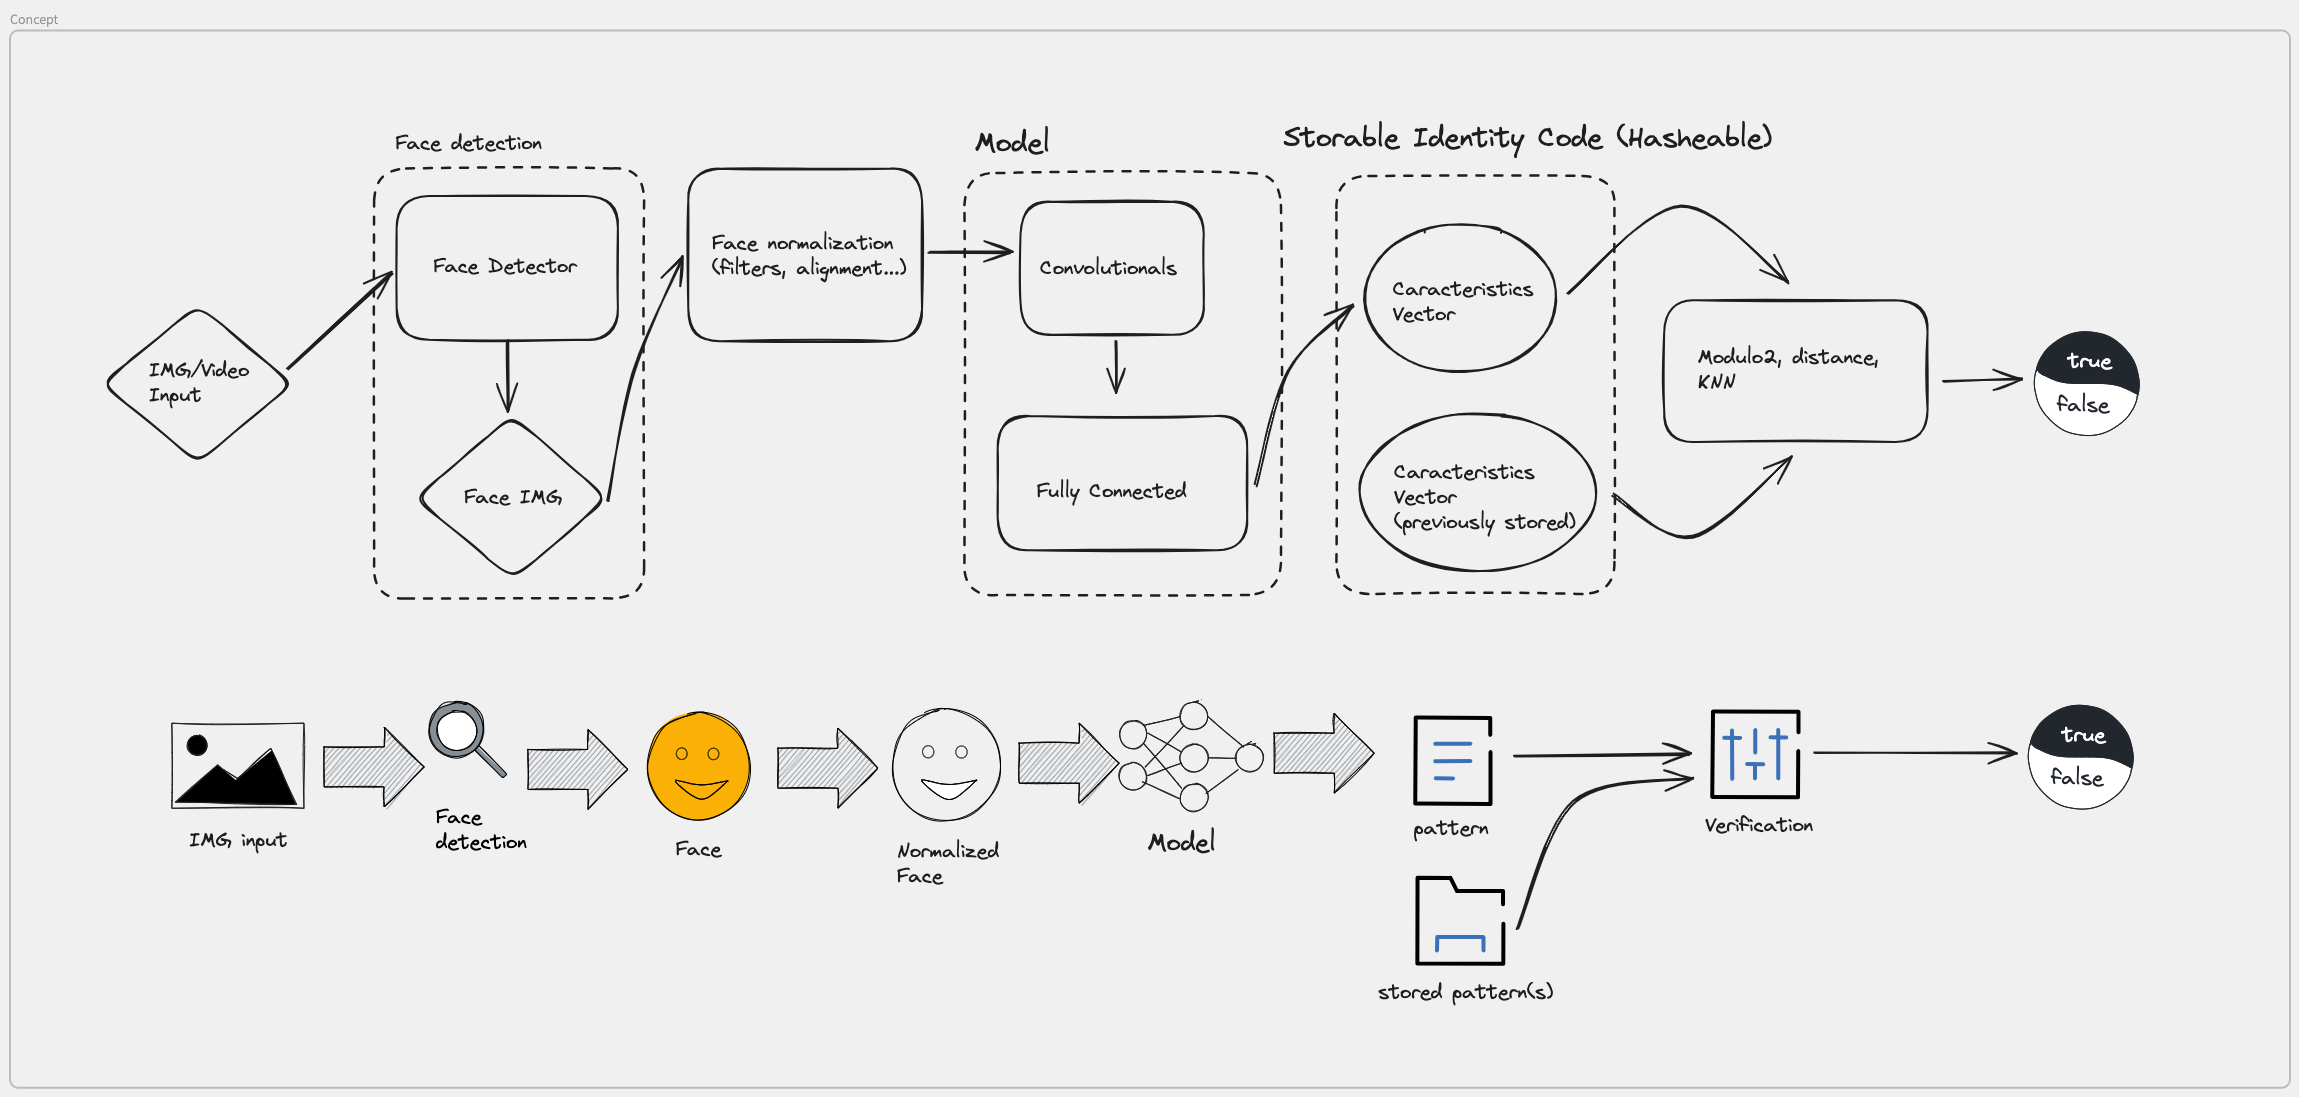 Concept
Face detection
Model
Storable Identity Code (Hasheable)
IMG/Video
Input
Face Detector
Face IMG
Face normalization
(filters, alignment...)
Convolutionals
Fully Connected
Caracteristics
Vector
Caracteristics
Vector
(previously stored)
Modulo2, distance,
KNN
true
false
IMG input
Face
detection
Face
Normalized
Face
Model
pattern
stored pattern(s)
Verification
true
false